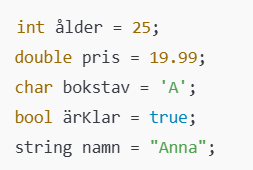 int ålder = 25;
double pris = 19.99;
char bokstav = 'A';
bool ärKlar = true;
string namn = "Anna";